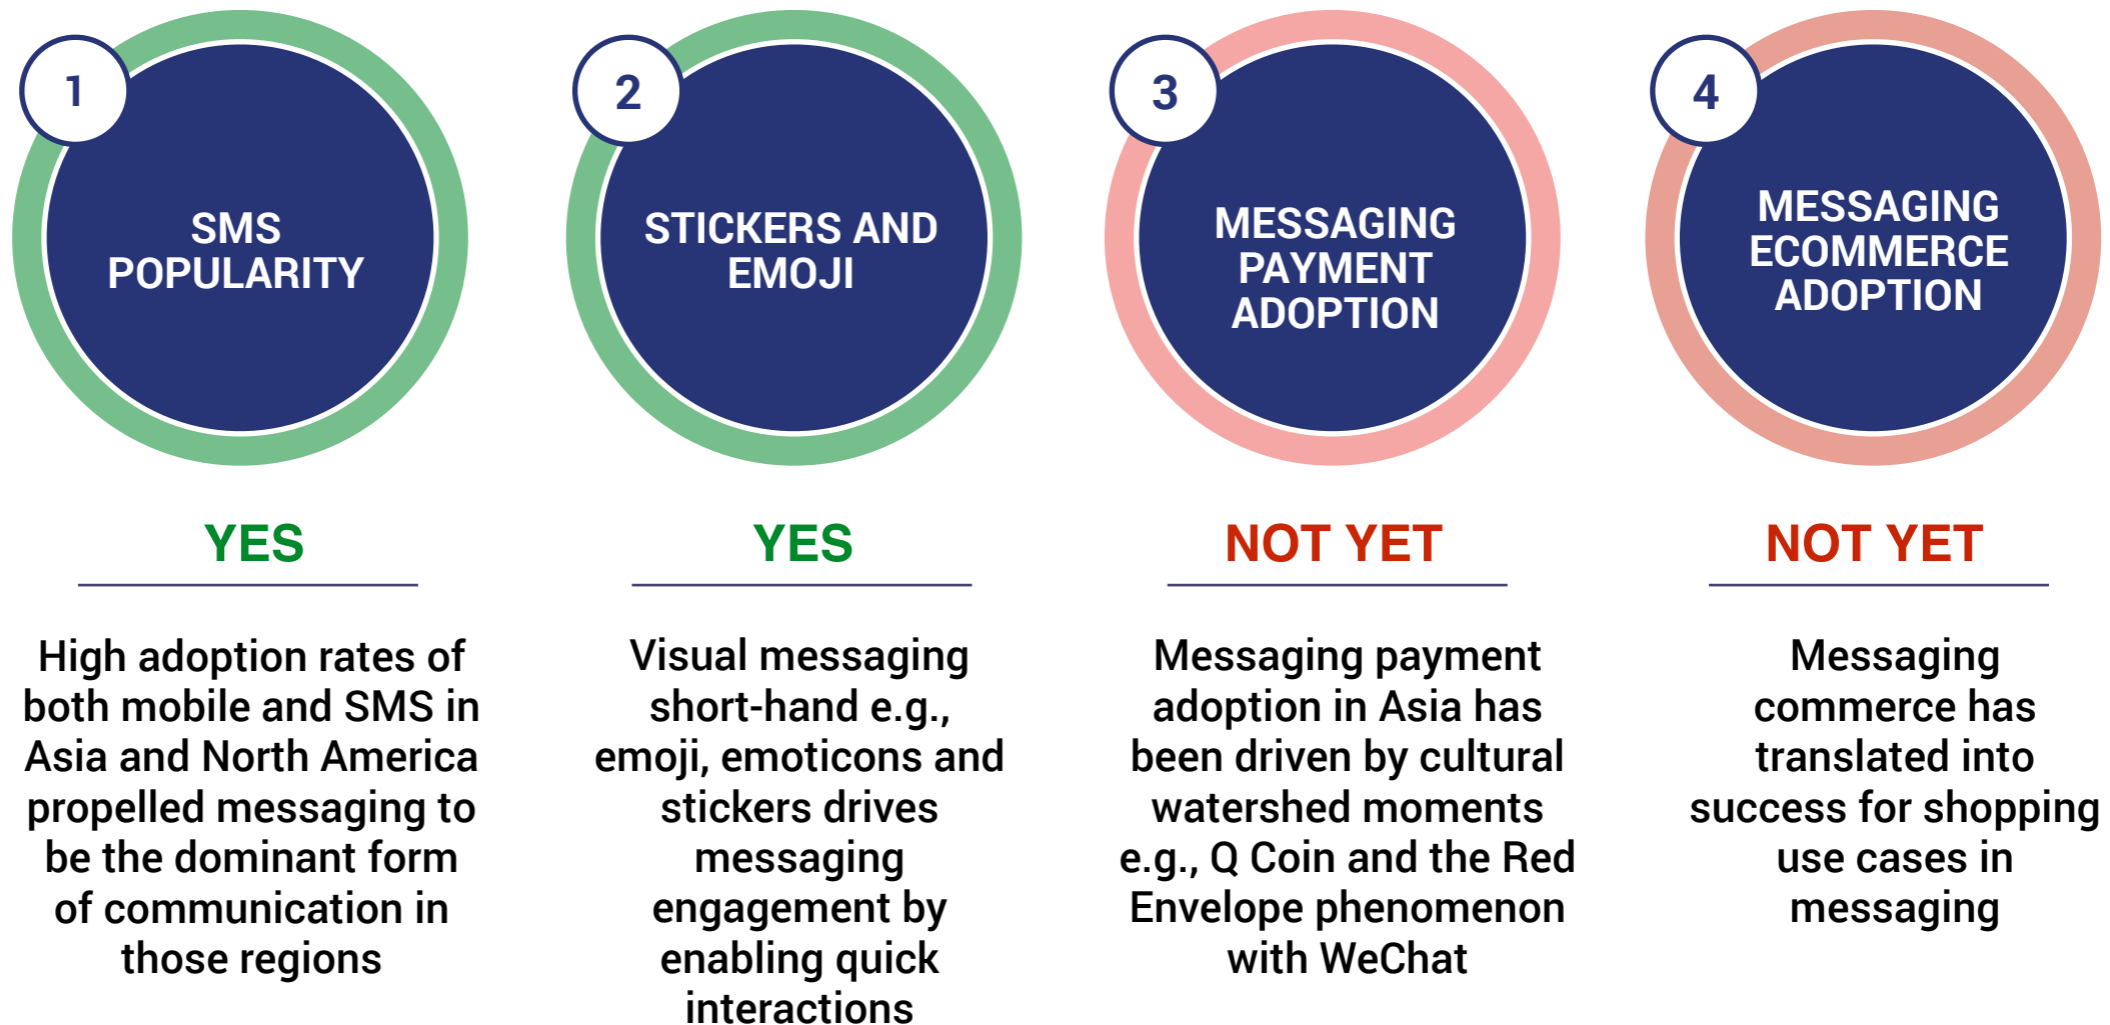 1
SMS
POPULARITY
YES
High adoption rates of
both mobile and SMS in
Asia and North America
propelled messaging to
be the dominant form
of communication in
those regions
2
STICKERS AND
EMOJI
YES
Visual messaging
short-hand e.g.,
emoji, emoticons and
stickers drives
messaging
engagement by
enabling quick
interactions
3
MESSAGING
PAYMENT
ADOPTION
NOT YET
Messaging payment
adoption in Asia has
been driven by cultural
watershed moments
e.g., Q Coin and the Red
Envelope phenomenon
with WeChat
4
MESSAGING
ECOMMERCE
ADOPTION
NOT YET
Messaging
commerce has
translated into
success for shopping
use cases in
messaging